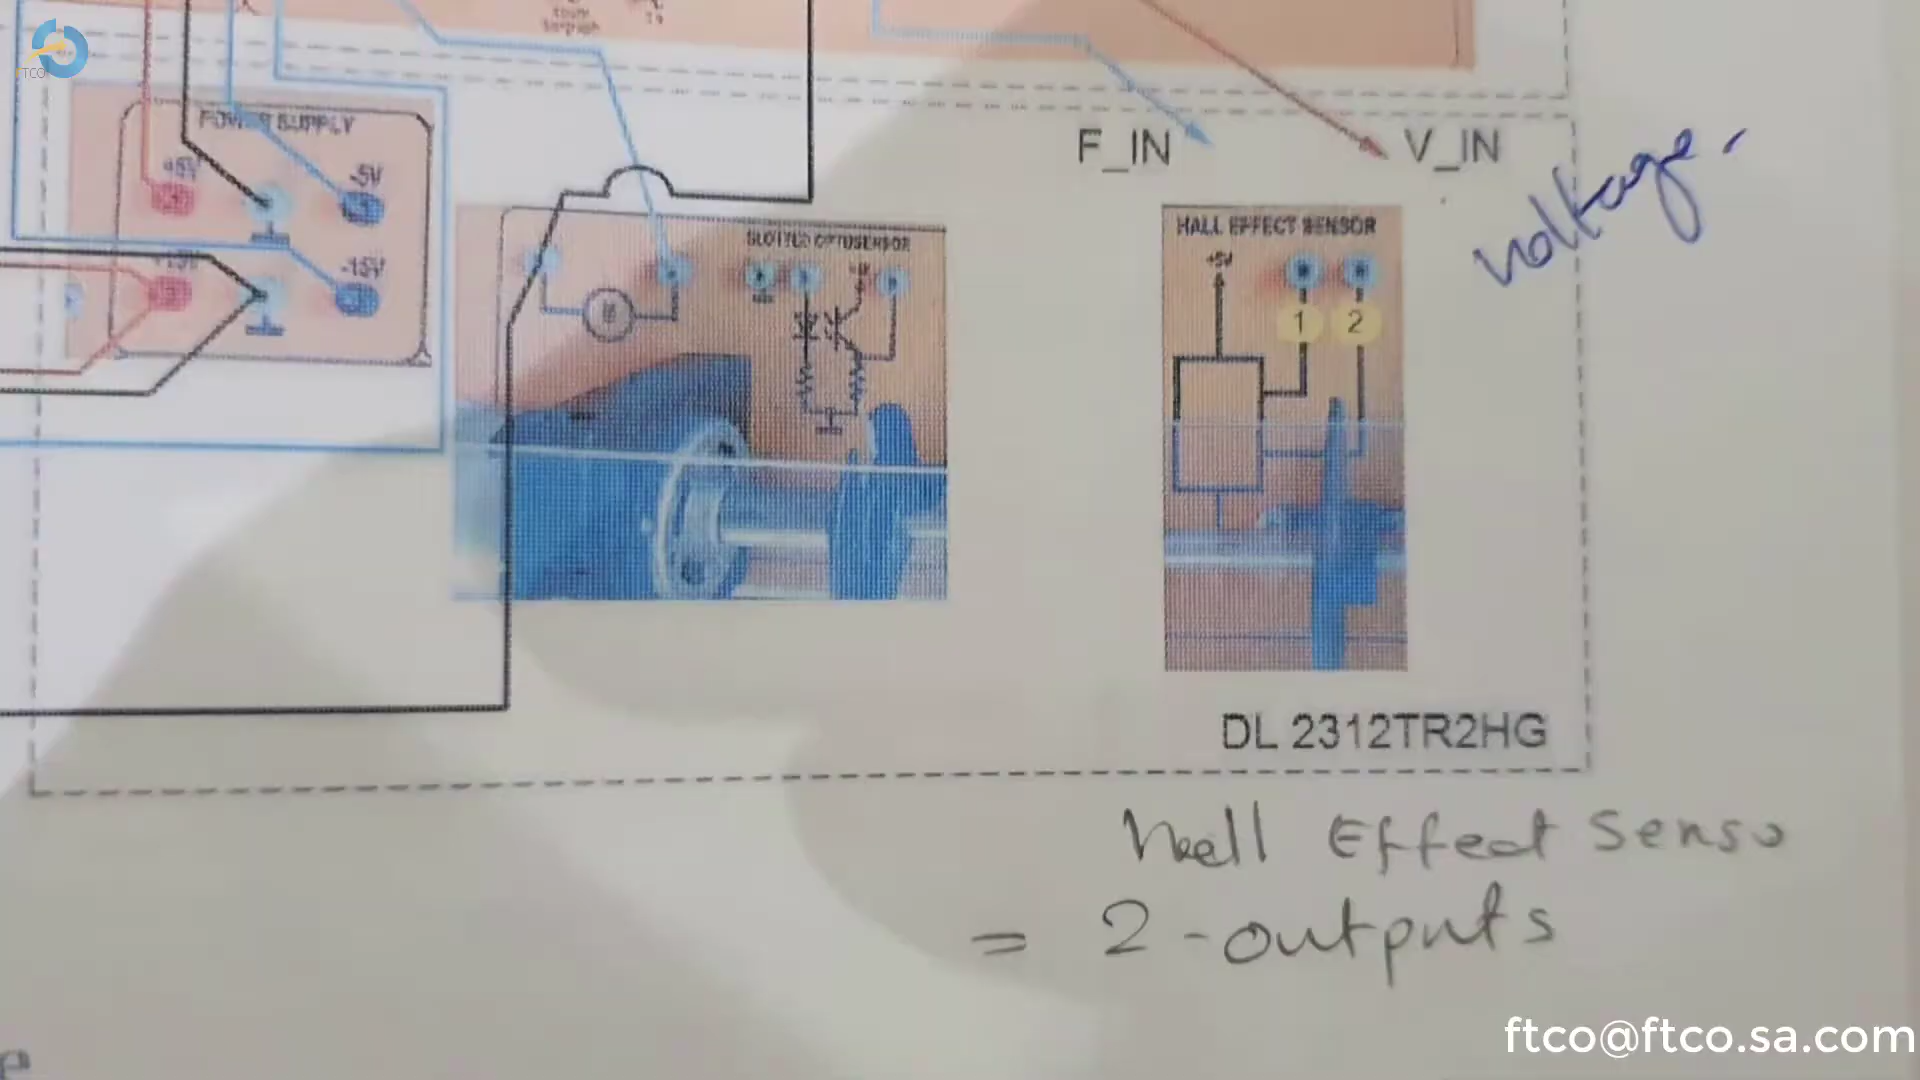 FTCO
POWER SUPPLY
+5V
-5V
-15V
F_IN
V_IN
voltage.
SLOTTED OPTOSENSOR
HALL EFFECT SENSOR
+5V
1 2
DL 2312TR2HG
Hall Effect Senso
= 2-outputs
ftco@ftco.sa.com